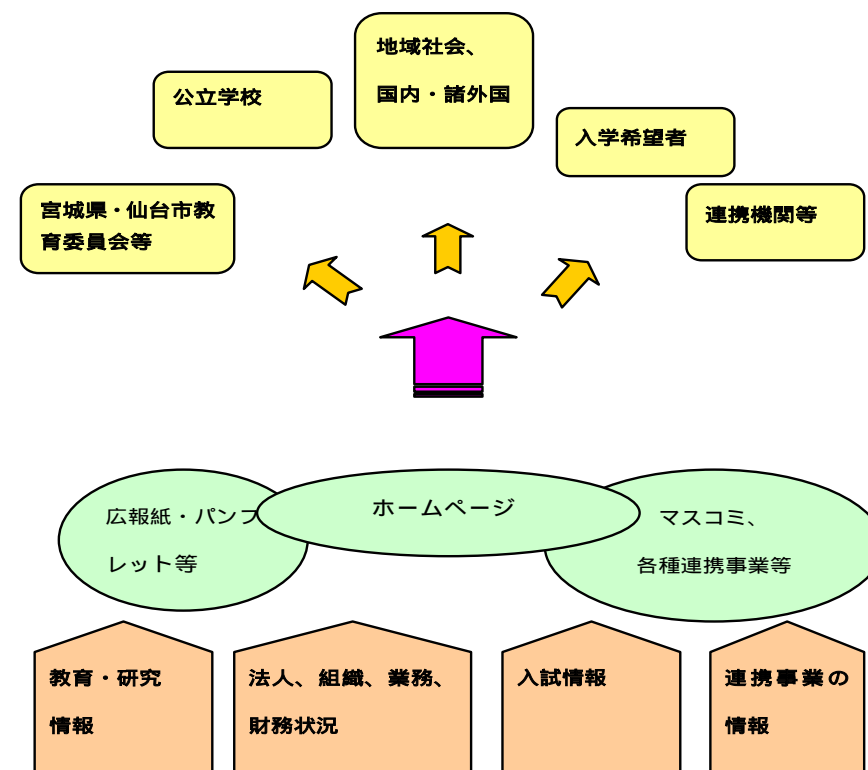 地域社会、
国内・諸外国
公立学校
入学希望者
宮城県・仙台市教
育委員会等
連携機関等
ホームページ
広報紙・パンフ
レット等
マスコミ、
各種連携事業等
教育・研究
情報
法人、組織、業務、
財務状況
入試情報
連携事業の
情報